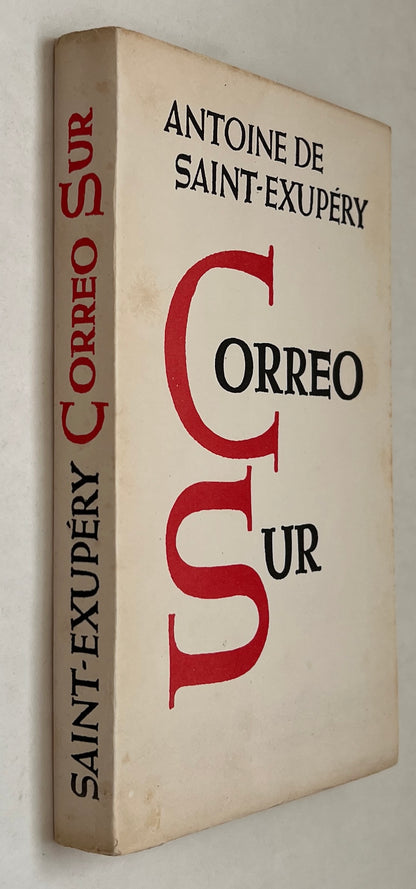 ANTOINE DE
SAINT-EXUPÉRY
CORREO
SUR
SAINT-EXUPÉRY CORREO SUR